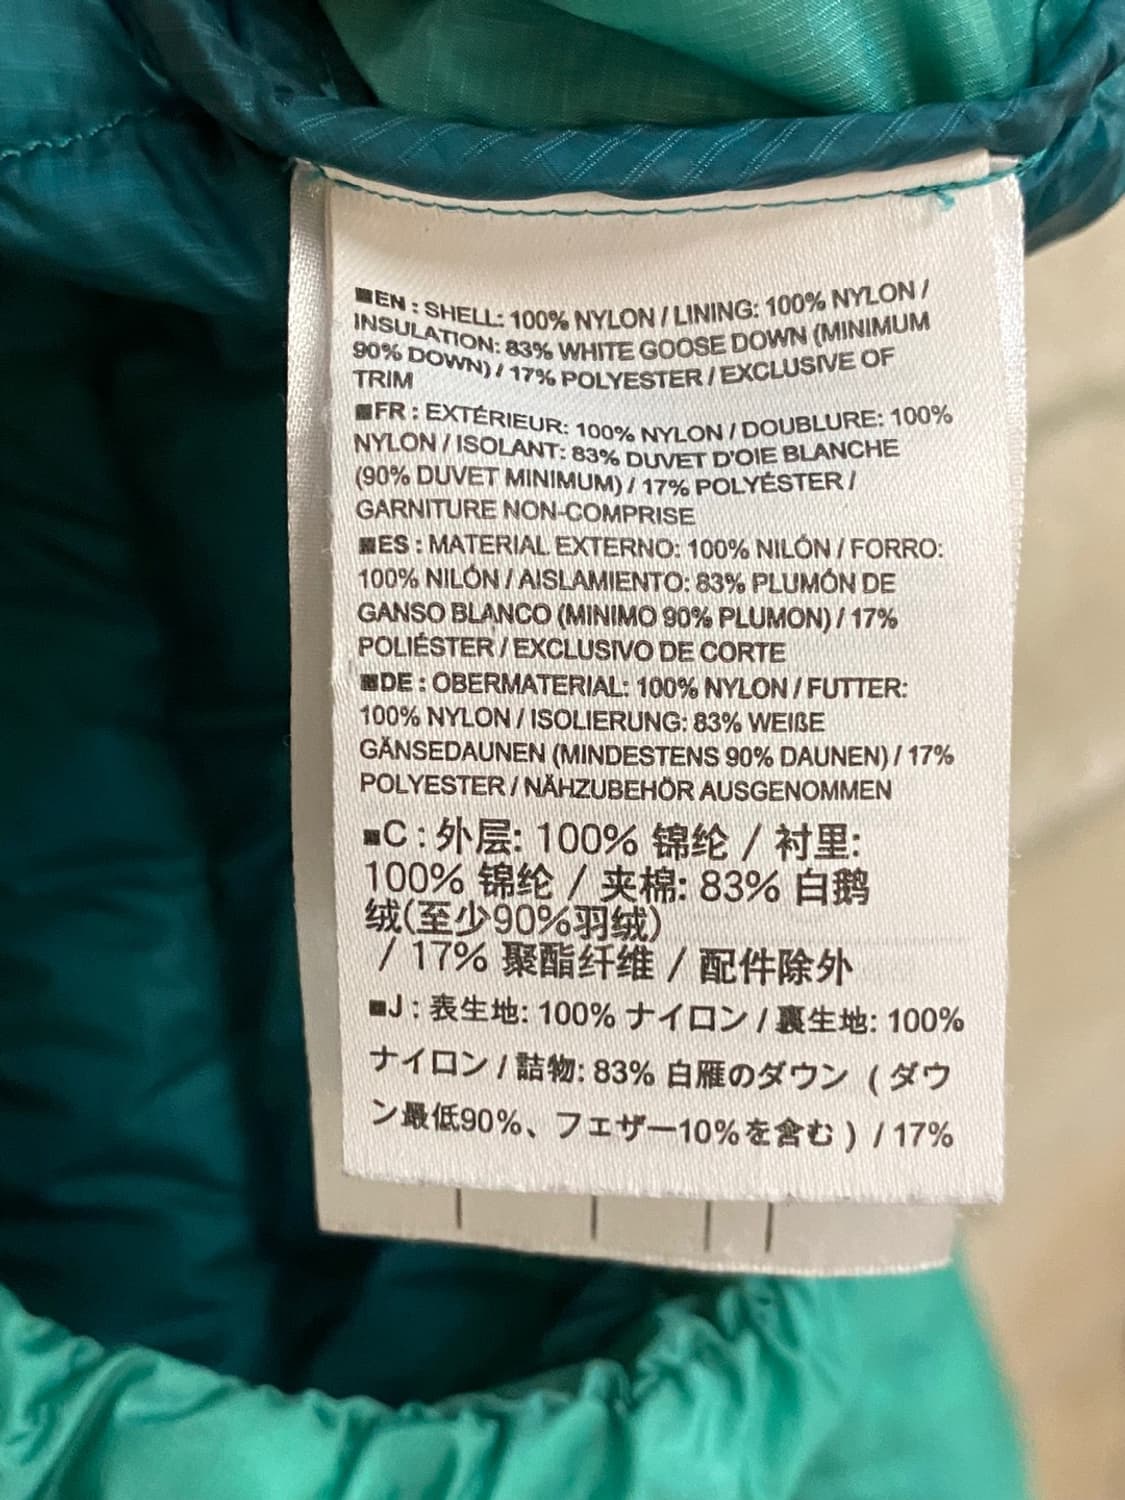 ■EN : SHELL: 100% NYLON / LINING: 100% NYLON /
INSULATION: 83% WHITE GOOSE DOWN (MINIMUM
90% DOWN) / 17% POLYESTER / EXCLUSIVE OF
TRIM
■FR : EXTÉRIEUR: 100% NYLON / DOUBLURE: 100%
NYLON / ISOLANT: 83% DUVET D'OIE BLANCHE
(90% DUVET MINIMUM) / 17% POLYÉSTER /
GARNITURE NON-COMPRISE
■ES : MATERIAL EXTERNO: 100% NILÓN / FORRO:
100% NILÓN / AISLAMIENTO: 83% PLUMÓN DE
GANSO BLANCO (MINIMO 90% PLUMON) / 17%
POLIÉSTER / EXCLUSIVO DE CORTE
■DE : OBERMATERIAL: 100% NYLON / FUTTER:
100% NYLON / ISOLIERUNG: 83% WEIßE
GÄNSEDAUNEN (MINDESTENS 90% DAUNEN) / 17%
POLYESTER / NÄHZUBEHÖR AUSGENOMMEN
■C : 外层: 100% 锦纶 / 衬里:
100% 锦纶 / 夹棉: 83% 白鹅
绒(至少90%羽绒)
/ 17% 聚酯纤维 / 配件除外
■J : 表生地: 100% ナイロン / 裏生地: 100%
ナイロン / 詰物: 83% 白雁のダウン ( ダウ
ン最低90%、フェザー10%を含む ) / 17%